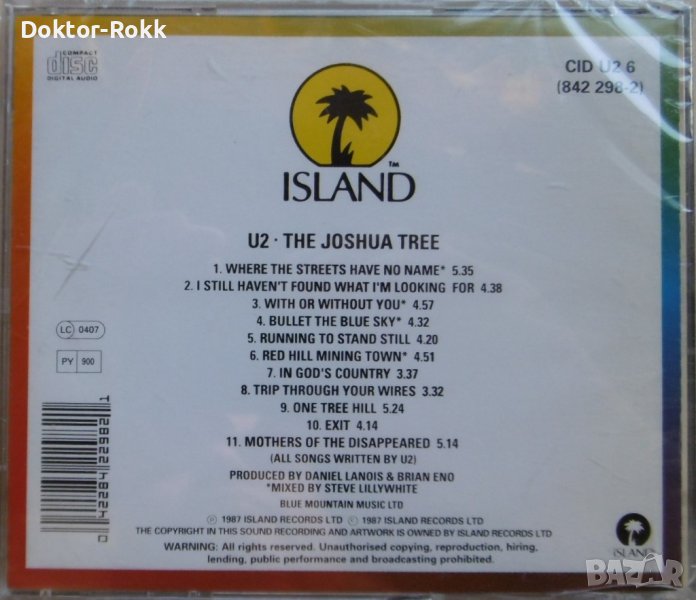 Doktor-Rokk
COMPACT
disc
DIGITAL AUDIO
CID U2 6
(842 298-2)
TM
ISLAND
U2 · THE JOSHUA TREE
1. WHERE THE STREETS HAVE NO NAME* 5.35
2. I STILL HAVEN'T FOUND WHAT I'M LOOKING FOR 4.38
3. WITH OR WITHOUT YOU* 4.57
4. BULLET THE BLUE SKY* 4.32
5. RUNNING TO STAND STILL 4.20
6. RED HILL MINING TOWN* 4.51
7. IN GOD'S COUNTRY 3.37
8. TRIP THROUGH YOUR WIRES 3.32
9. ONE TREE HILL 5.24
10. EXIT 4.14
11. MOTHERS OF THE DISAPPEARED 5.14
(ALL SONGS WRITTEN BY U2)
PRODUCED BY DANIEL LANOIS & BRIAN ENO
*MIXED BY STEVE LILLYWHITE
BLUE MOUNTAIN MUSIC LTD
℗ 1987 ISLAND RECORDS LTD © 1987 ISLAND RECORDS LTD
THE COPYRIGHT IN THIS SOUND RECORDING AND ARTWORK IS OWNED BY ISLAND RECORDS LTD
WARNING: All rights reserved. Unauthorised copying, reproduction, hiring,
lending, public performance and broadcasting prohibited.
LC 0407
PY 900
ISLAND
BAZAR